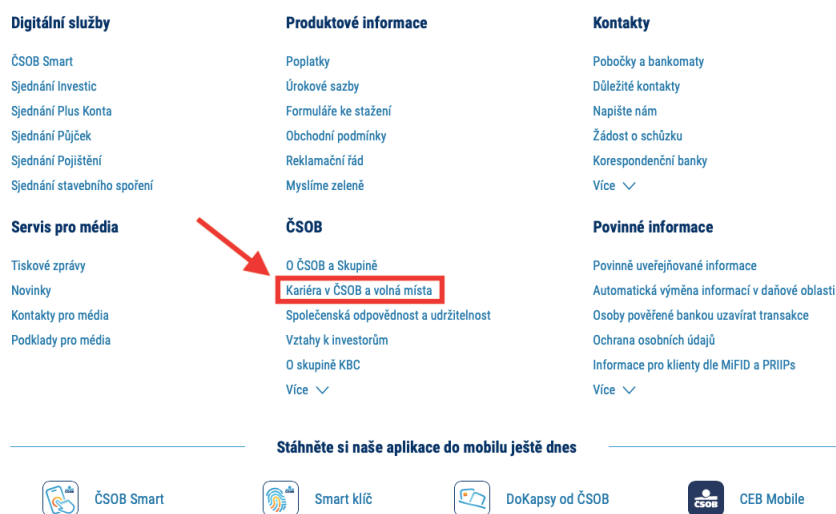 Digitální služby
ČSOB Smart
Sjednání Investic
Sjednání Plus Konta
Sjednání Půjček
Sjednání Pojištění
Sjednání stavebního spoření
Produktové informace
Poplatky
Úrokové sazby
Formuláře ke stažení
Obchodní podmínky
Reklamační řád
Myslíme zeleně
Kontakty
Pobočky a bankomaty
Důležité kontakty
Napište nám
Žádost o schůzku
Korespondenční banky
Více
Servis pro média
Tiskové zprávy
Novinky
Kontakty pro média
Podklady pro média
ČSOB
O ČSOB a Skupině
Kariéra v ČSOB a volná místa
Společenská odpovědnost a udržitelnost
Vztahy k investorům
O skupině KBC
Více
Povinné informace
Povinně uveřejňované informace
Automatická výměna informací v daňové oblasti
Osoby pověřené bankou uzavírat transakce
Ochrana osobních údajů
Informace pro klienty dle MiFID a PRIIPs
Více
Stáhněte si naše aplikace do mobilu ještě dnes
ČSOB Smart
Smart klíč
DoKapsy od ČSOB
ČSOB
CEB Mobile